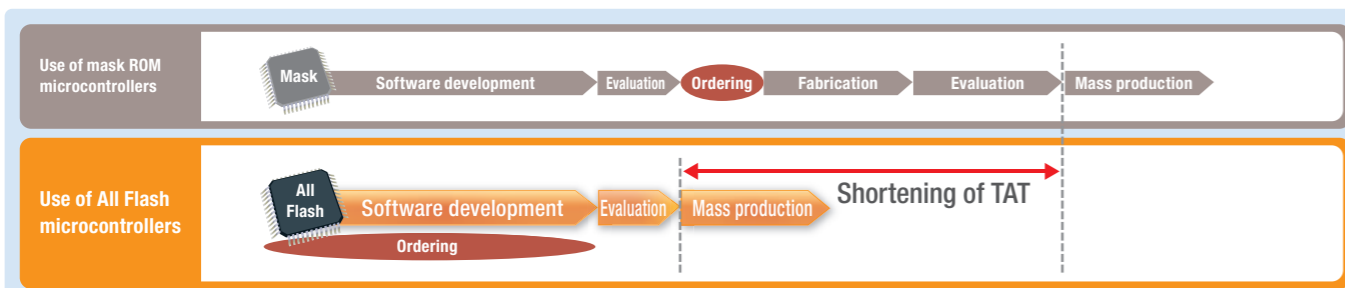 Use of mask ROM
microcontrollers
Mask
Software development
Evaluation
Ordering
Fabrication
Evaluation
Mass production
Use of All Flash
microcontrollers
All
Flash
Software development
Evaluation
Mass production
Shortening of TAT
Ordering